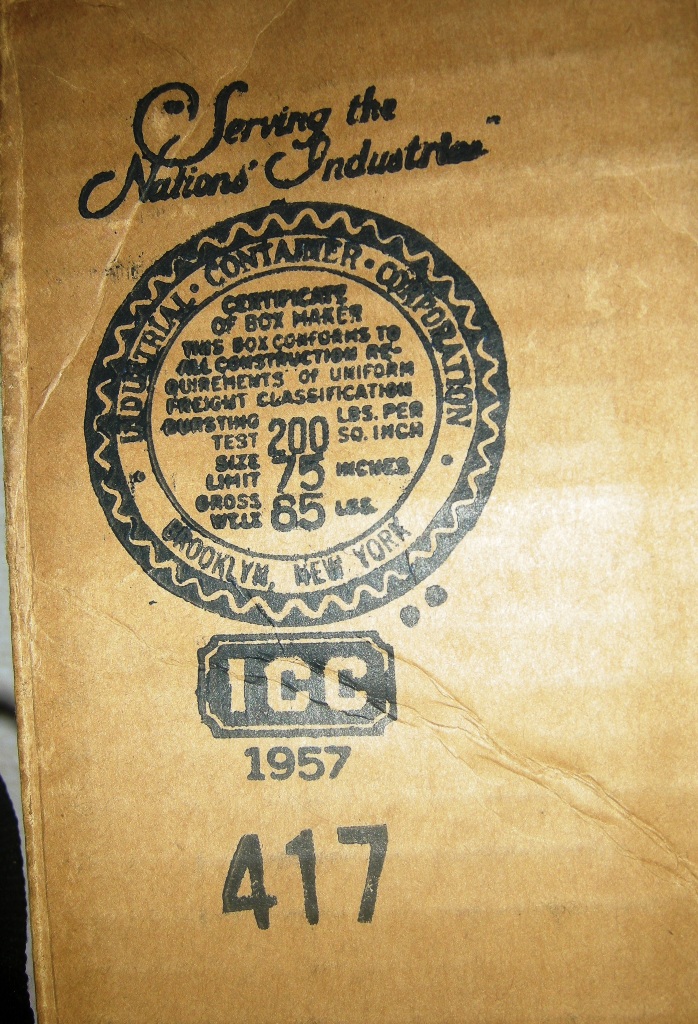 "Serving the
Nations' Industries"
INDUSTRIAL · CONTAINER · CORPORATION
CERTIFICATE
OF BOX MAKER
THIS BOX CONFORMS TO
ALL CONSTRUCTION RE-
QUIREMENTS OF UNIFORM
FREIGHT CLASSIFICATION
BURSTING TEST 200 LBS. PER SQ. INCH
SIZE LIMIT 75 INCHES
GROSS WT. LT. 65 LBS.
BROOKLYN, NEW YORK
ICC
1957
417